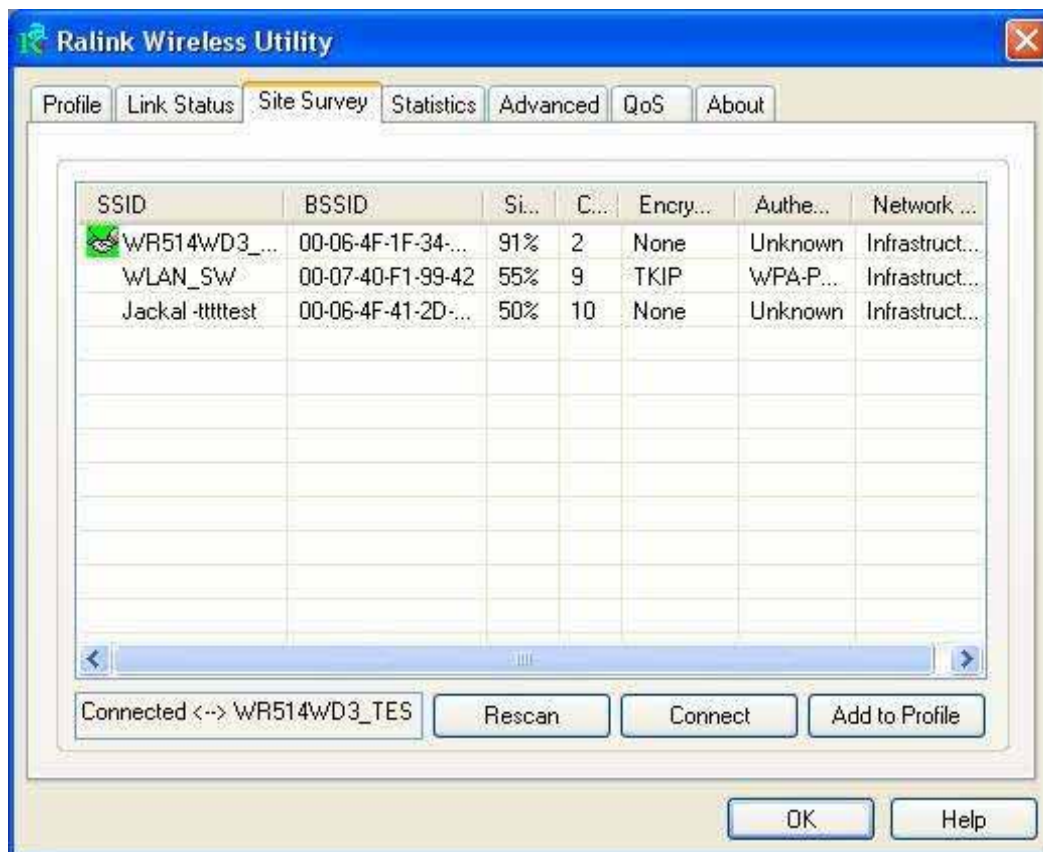 Ralink Wireless Utility
Profile Link Status Site Survey Statistics Advanced QoS About
SSID BSSID Si... C... Encry... Authe... Network ...
WR514WD3_... 00-06-4F-1F-34-... 91% 2 None Unknown Infrastruct...
WLAN_SW 00-07-40-F1-99-42 55% 9 TKIP WPA-P... Infrastruct...
Jackal -tttttest 00-06-4F-41-2D-... 50% 10 None Unknown Infrastruct...
Connected <--> WR514WD3_TES Rescan Connect Add to Profile
OK Help